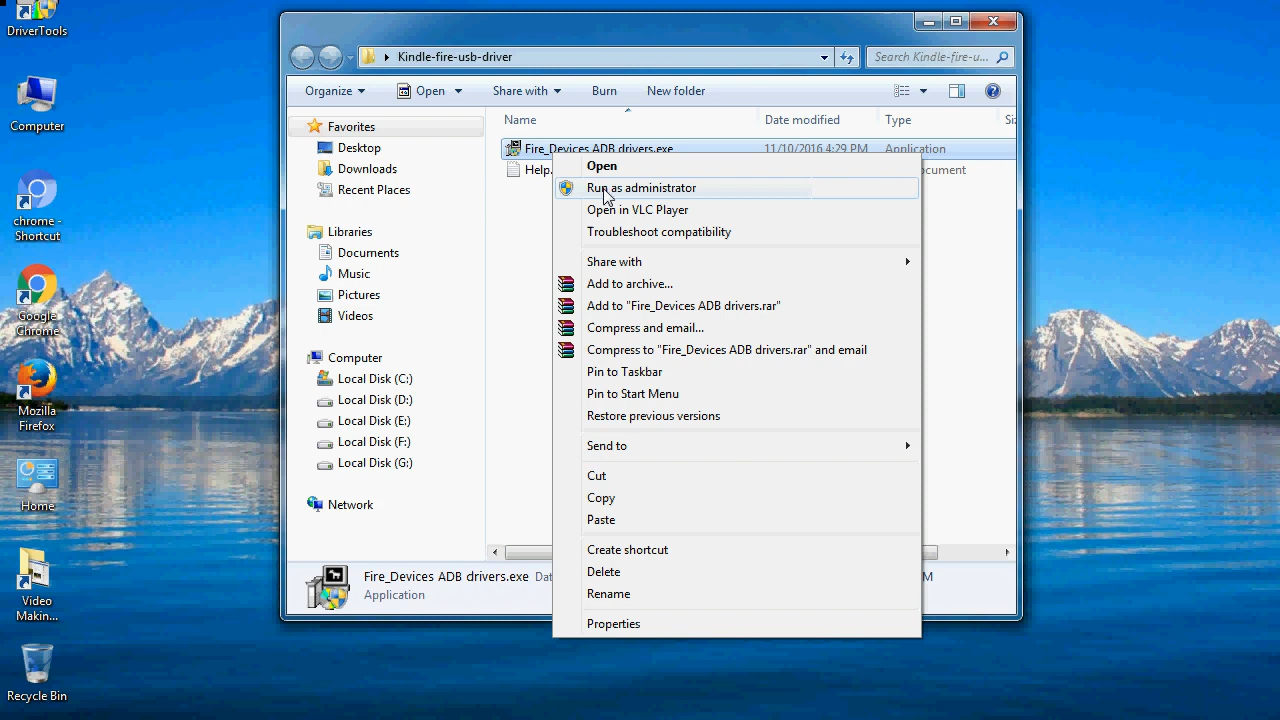 DriverTools
Computer
chrome -
Shortcut
Google
Chrome
Mozilla
Firefox
Home
Video
Makin...
Recycle Bin
Kindle-fire-usb-driver
Search Kindle-fire-u...
Organize
Open
Share with
Burn
New folder
Favorites
Desktop
Downloads
Recent Places
Libraries
Documents
Music
Pictures
Videos
Computer
Local Disk (C:)
Local Disk (D:)
Local Disk (E:)
Local Disk (F:)
Local Disk (G:)
Network
Name
Date modified
Type
Siz
Fire_Devices ADB drivers.exe
11/10/2016 4:29 PM
Application
Help.
ocument
Open
Run as administrator
Open in VLC Player
Troubleshoot compatibility
Share with
Add to archive...
Add to "Fire_Devices ADB drivers.rar"
Compress and email...
Compress to "Fire_Devices ADB drivers.rar" and email
Pin to Taskbar
Pin to Start Menu
Restore previous versions
Send to
Cut
Copy
Paste
Create shortcut
Delete
Rename
Properties
Fire_Devices ADB drivers.exe Dat
M
Application